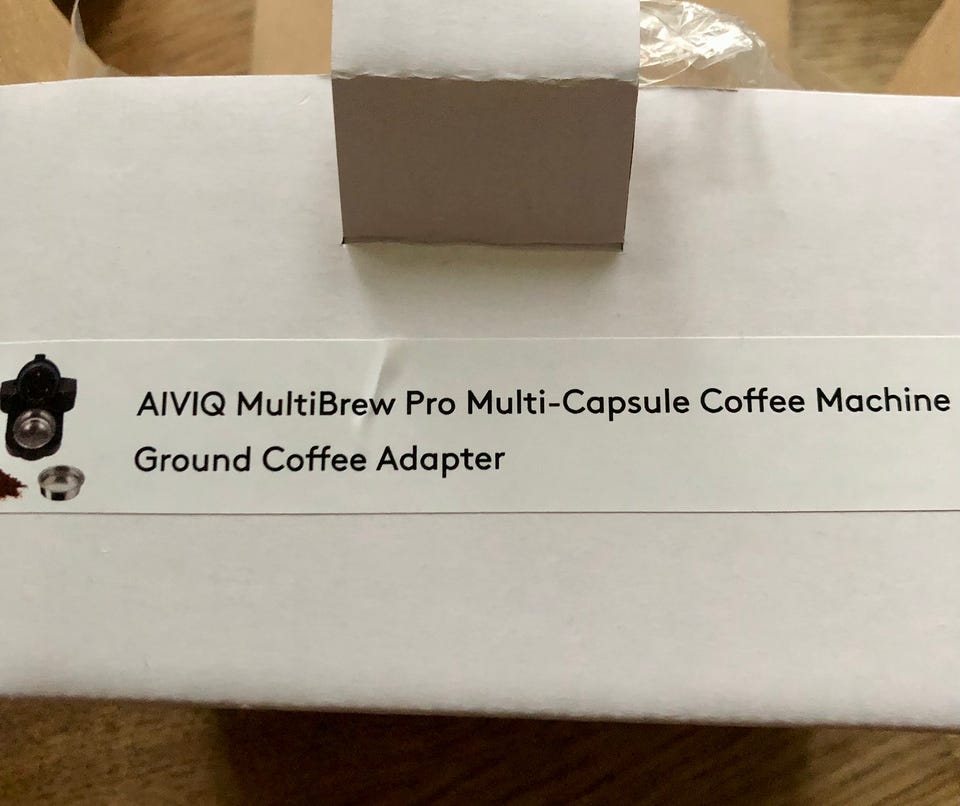 AIVIQ MultiBrew Pro Multi-Capsule Coffee Machine
Ground Coffee Adapter